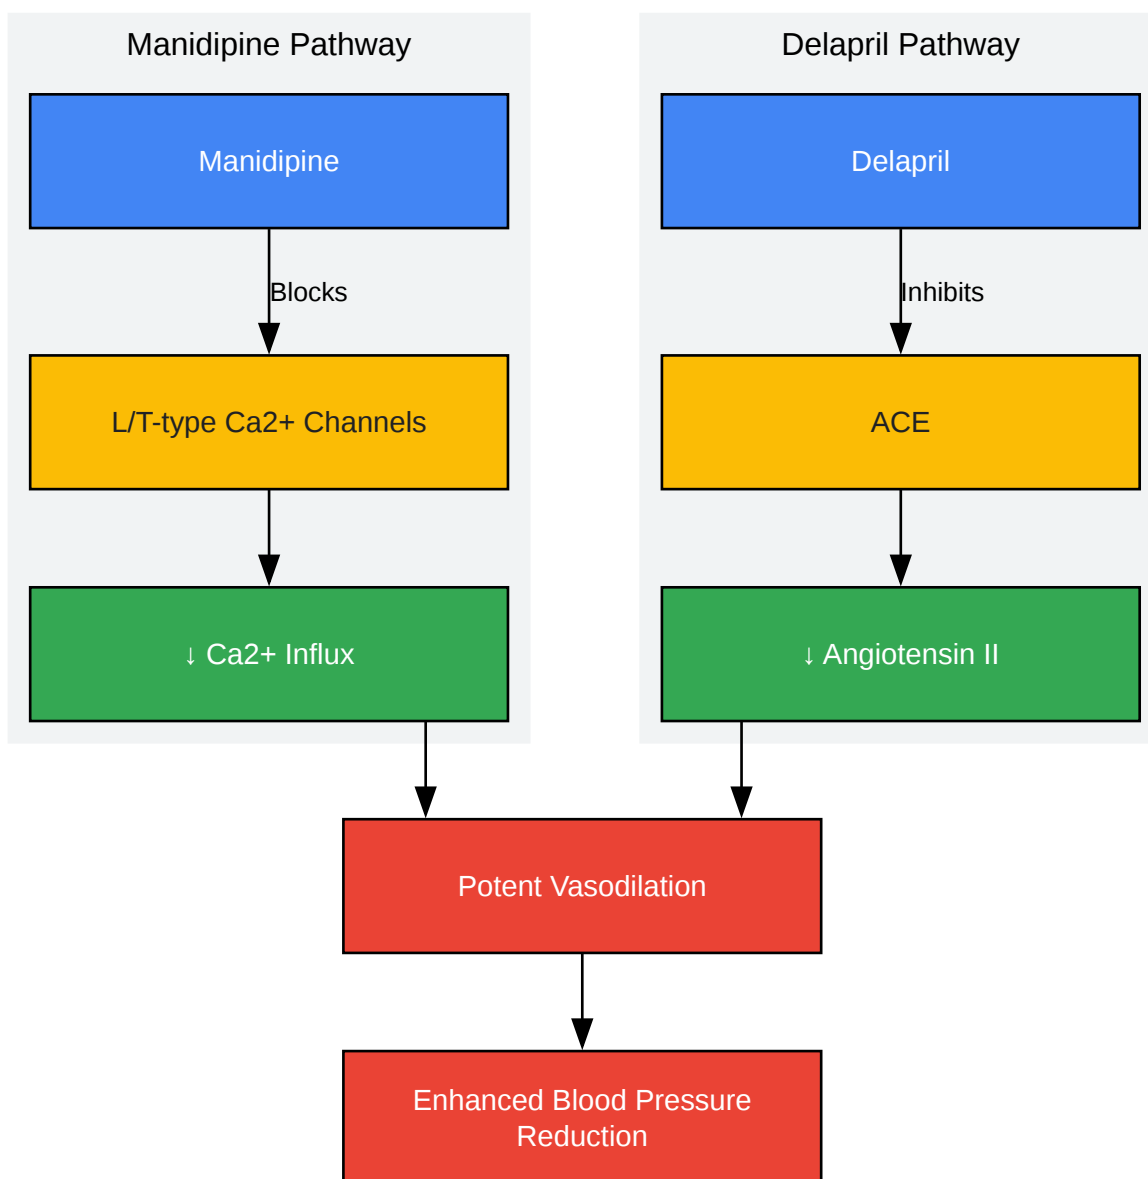 Manidipine Pathway
Delapril Pathway
Manidipine
Delapril
Blocks
Inhibits
L/T-type Ca2+ Channels
ACE
↓ Ca2+ Influx
↓ Angiotensin II
Potent Vasodilation
Enhanced Blood Pressure
Reduction